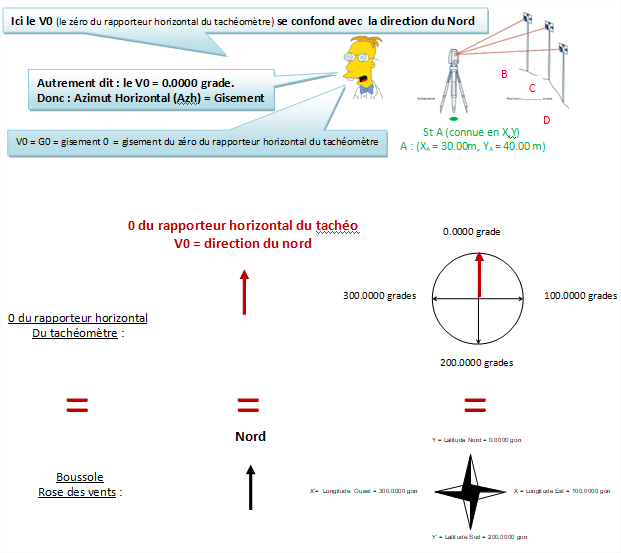 Ici le V0 (le zéro du rapporteur horizontal du tachéomètre) se confond avec la direction du Nord
Autrement dit : le V0 = 0.0000 grade.
Donc : Azimut Horizontal (Azh) = Gisement
V0 = G0 = gisement 0 = gisement du zéro du rapporteur horizontal du tachéomètre
B
C
D
St A (connue en X,Y)
A : (XA = 30.00m, YA = 40.00 m)
0 du rapporteur horizontal du tachéo
V0 = direction du nord
0.0000 grade
300.0000 grades
100.0000 grades
200.0000 grades
0 du rapporteur horizontal
Du tachéomètre :
= = =
Nord
Y = Latitude Nord = 0.0000 gon
Boussole
Rose des vents :
X'= Longitude Ouest = 300.0000 gon
X = Longitude Est = 100.0000 gon
Y' = Latitude Sud = 200.0000 gon